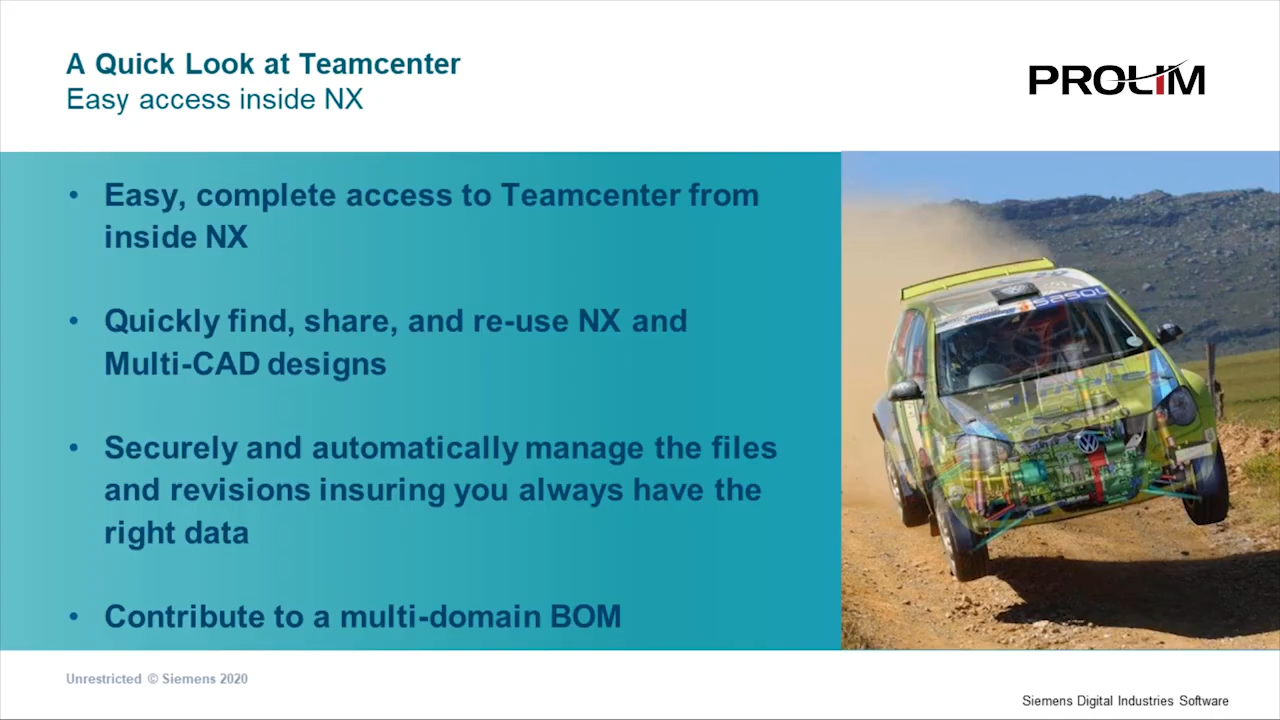 A Quick Look at Teamcenter
Easy access inside NX
PROLIM
• Easy, complete access to Teamcenter from
inside NX
• Quickly find, share, and re-use NX and
Multi-CAD designs
• Securely and automatically manage the files
and revisions insuring you always have the
right data
• Contribute to a multi-domain BOM
sasol
Unrestricted © Siemens 2020
Siemens Digital Industries Software